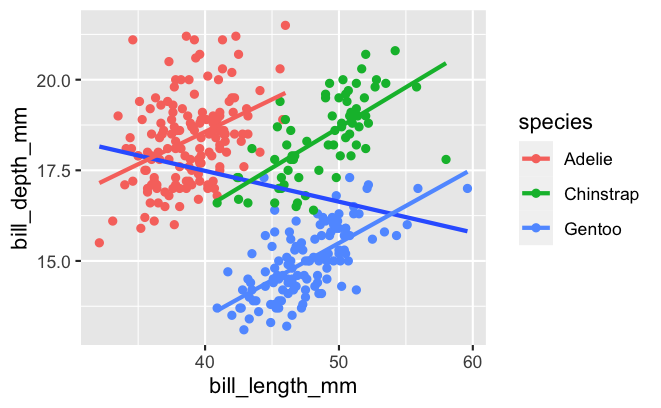 20.0
17.5
15.0
bill_depth_mm
40
50
60
bill_length_mm
species
Adelie
Chinstrap
Gentoo